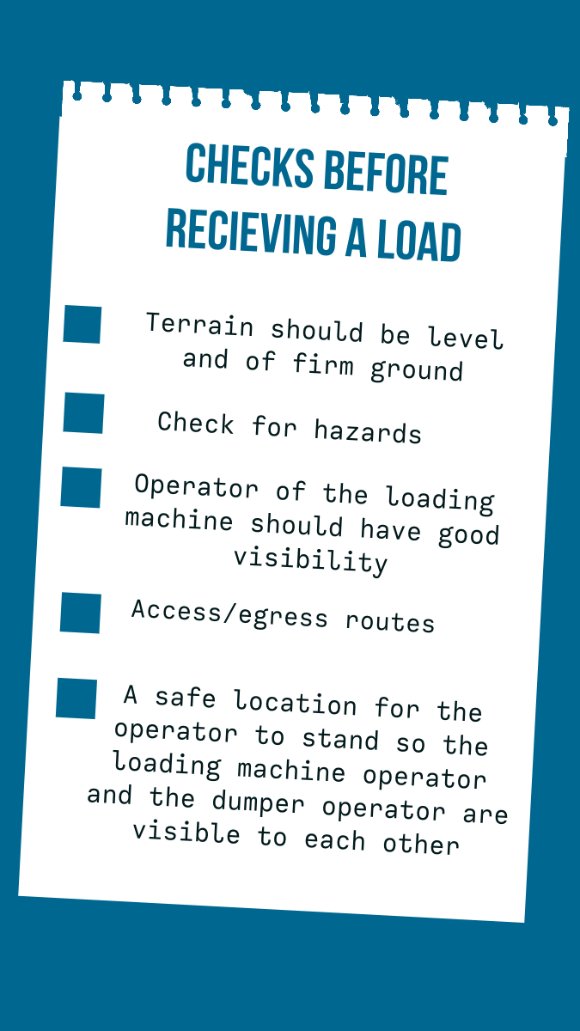 CHECKS BEFORE
RECIEVING A LOAD
Terrain should be level
and of firm ground
Check for hazards
Operator of the loading
machine should have good
visibility
Access/egress routes
A safe location for the
operator to stand so the
loading machine operator
and the dumper operator are
visible to each other